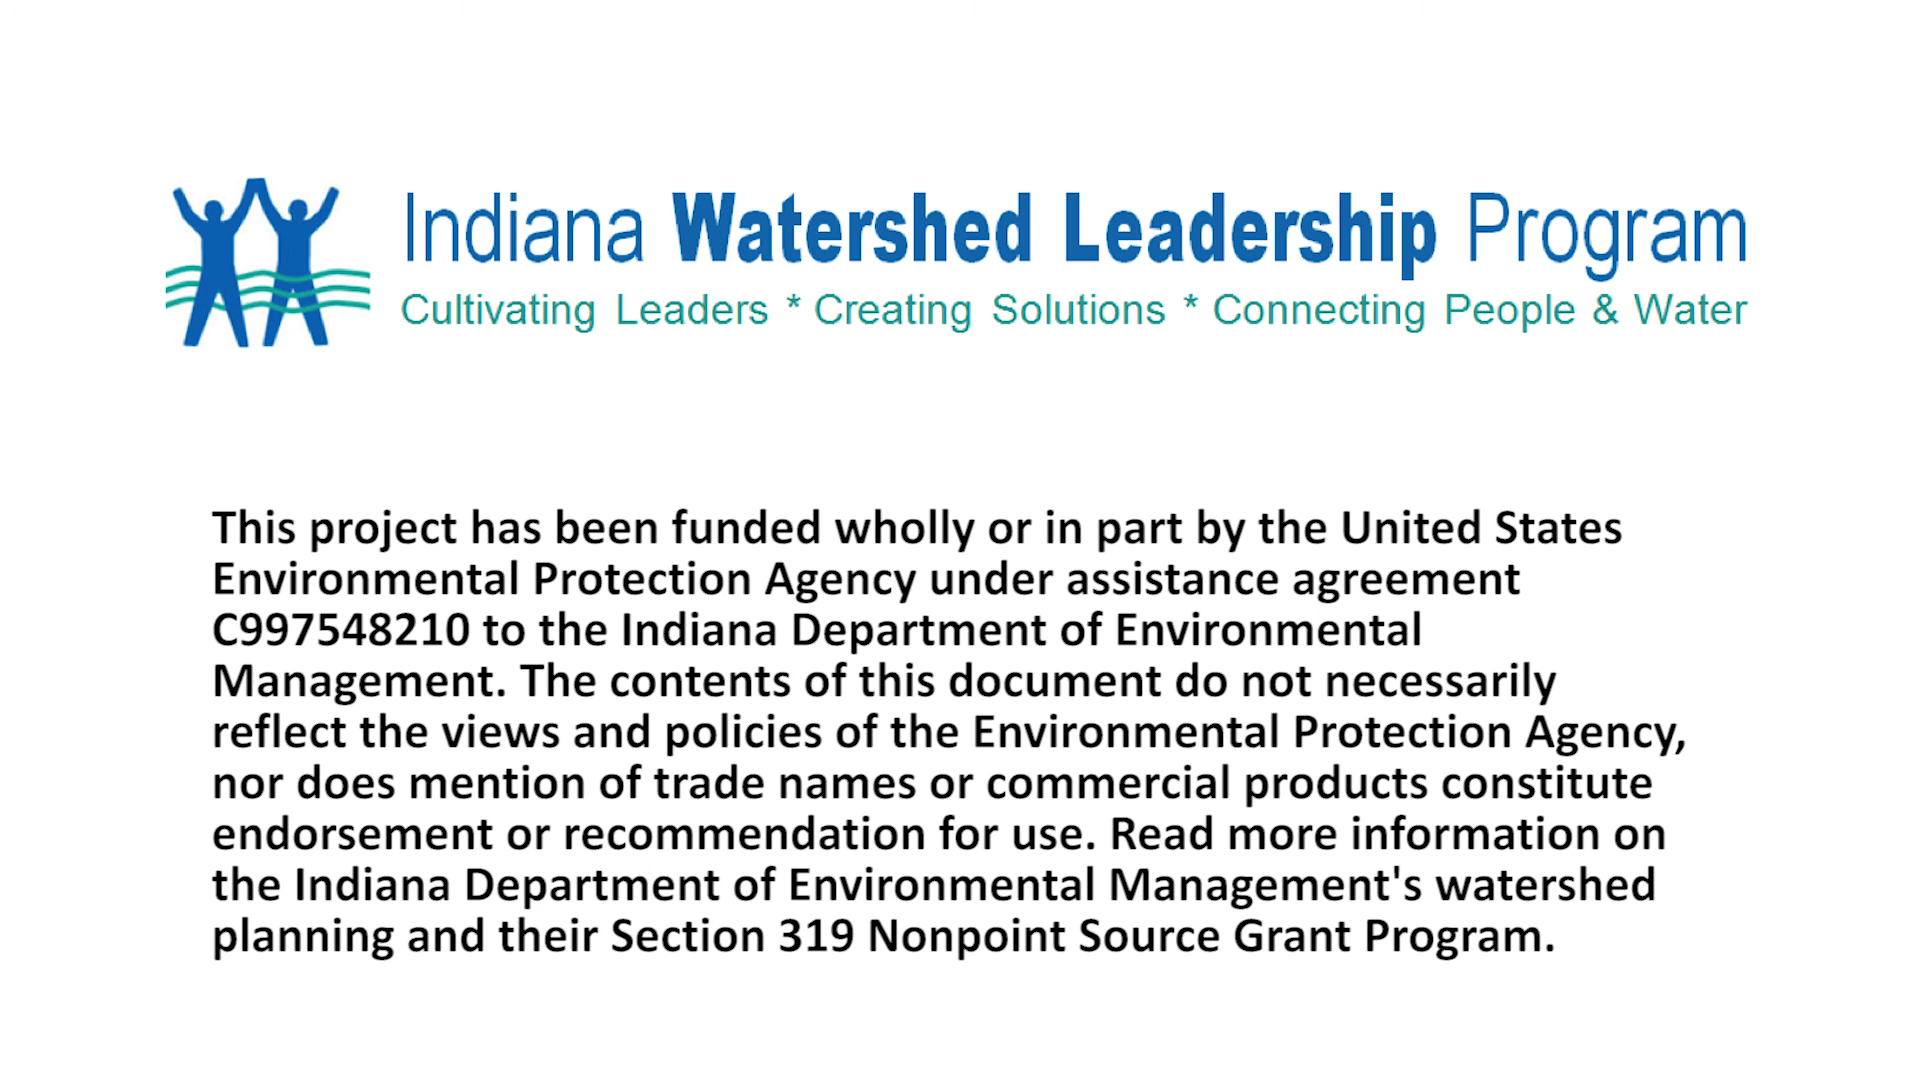 Indiana Watershed Leadership Program
Cultivating Leaders * Creating Solutions * Connecting People & Water
This project has been funded wholly or in part by the United States
Environmental Protection Agency under assistance agreement
C997548210 to the Indiana Department of Environmental
Management. The contents of this document do not necessarily
reflect the views and policies of the Environmental Protection Agency,
nor does mention of trade names or commercial products constitute
endorsement or recommendation for use. Read more information on
the Indiana Department of Environmental Management's watershed
planning and their Section 319 Nonpoint Source Grant Program.